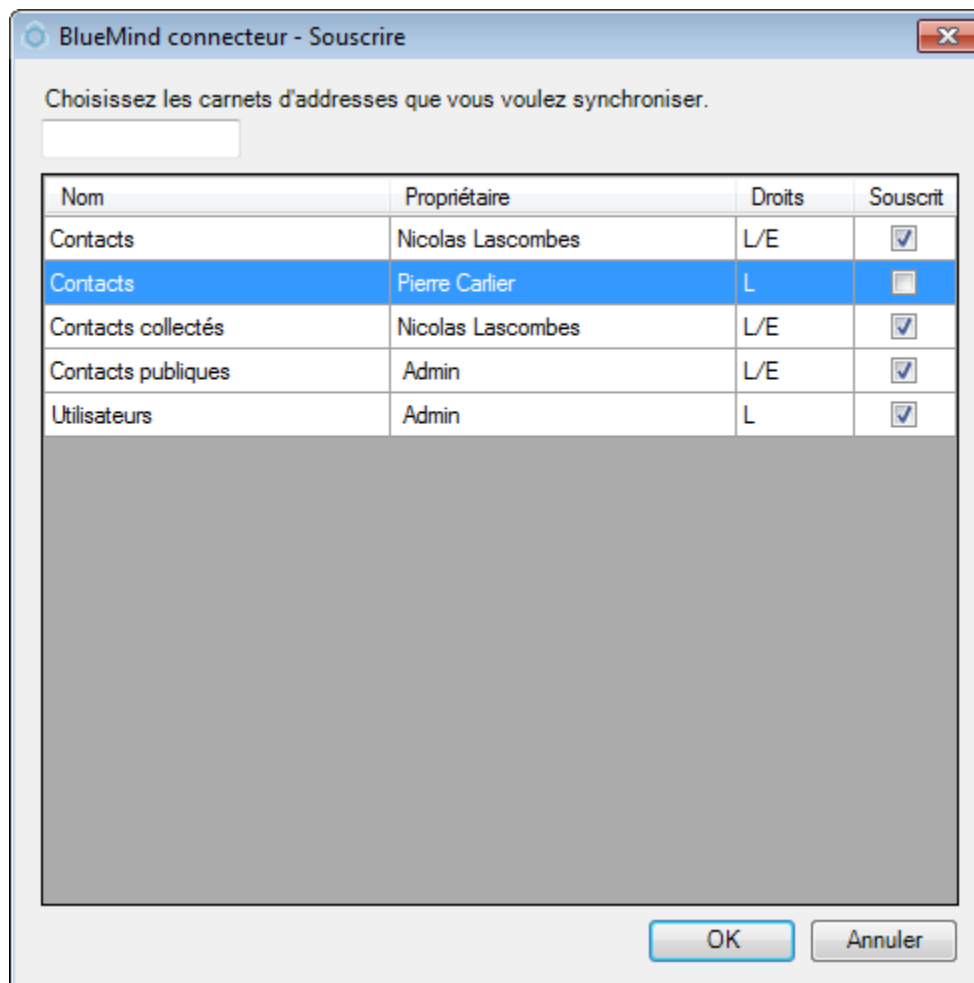 BlueMind connecteur - Souscrire
Choisissez les carnets d'addresses que vous voulez synchroniser.
Nom Propriétaire Droits Souscrit
Contacts Nicolas Lascombes L/E
Contacts Pierre Carlier L
Contacts collectés Nicolas Lascombes L/E
Contacts publiques Admin L/E
Utilisateurs Admin L
OK Annuler